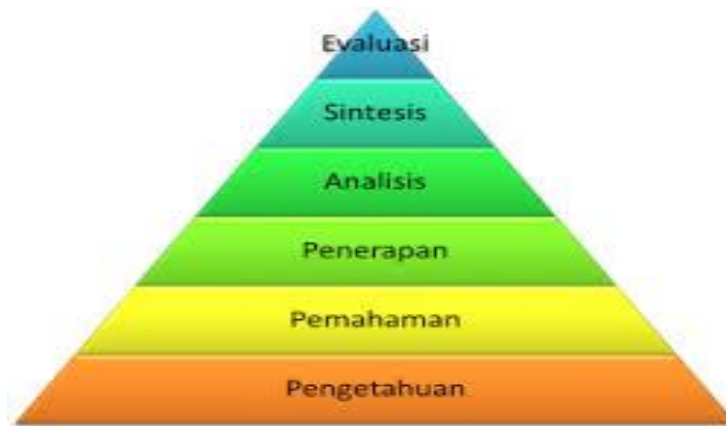 Evaluasi
Sintesis
Analisis
Penerapan
Pemahaman
Pengetahuan